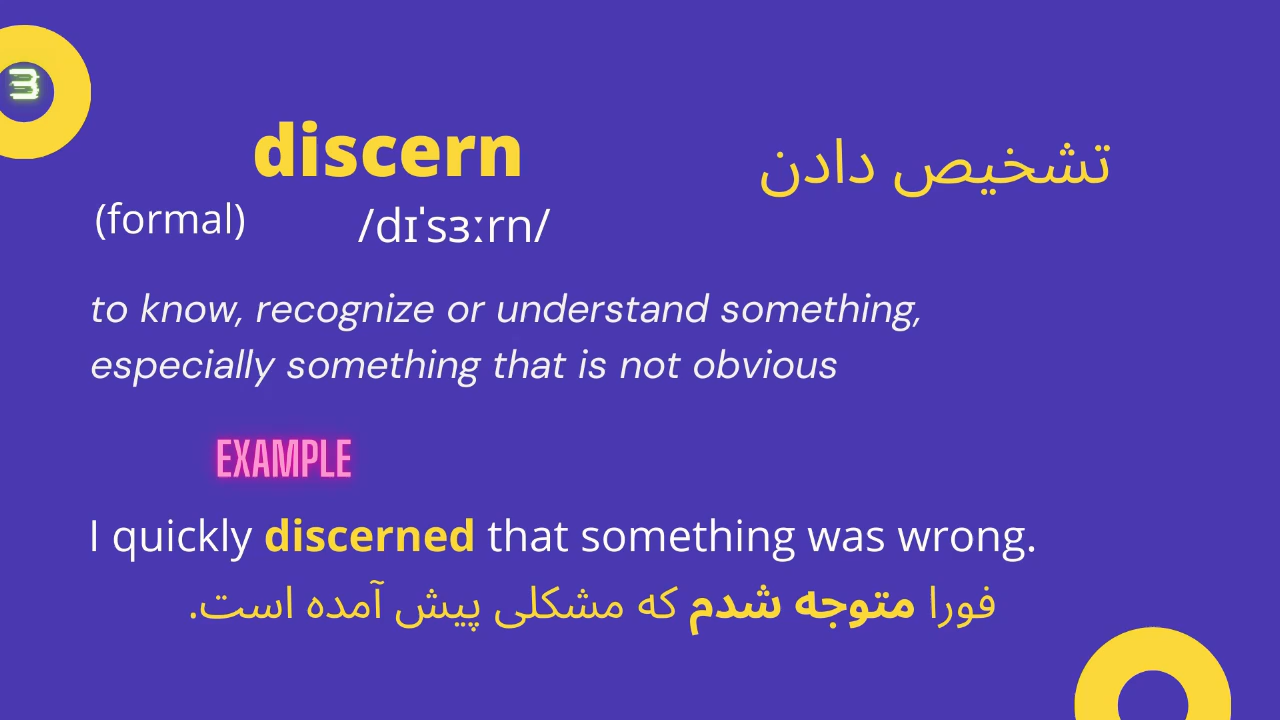 3
discern
تشخیص دادن
(formal)
/dɪˈsɜːrn/
to know, recognize or understand something,
especially something that is not obvious
EXAMPLE
I quickly discerned that something was wrong.
فورا متوجه شدم که مشکلی پیش آمده است.